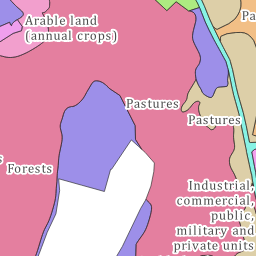 Pa
Arable land
(annual crops)
Pastures
Pastures
s
Forests
Industrial,
commercial,
public,
military and
private units